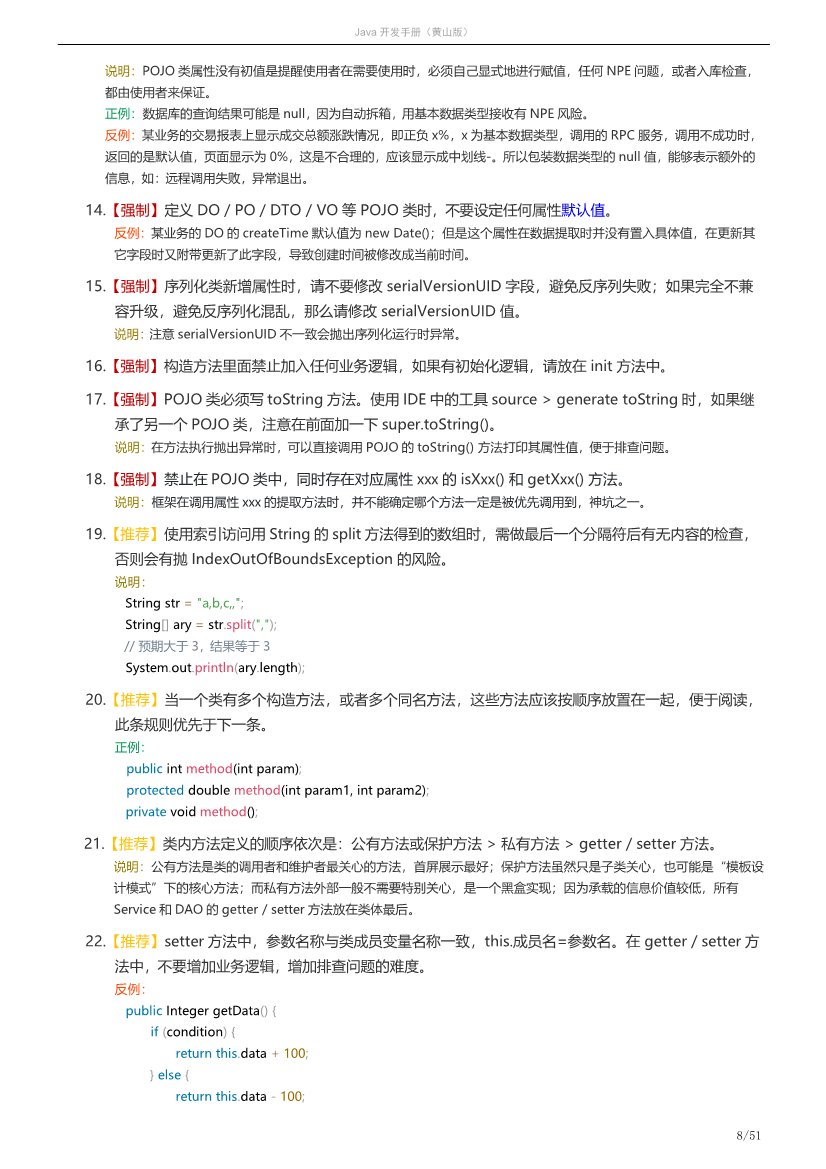 Java 开发手册（黄山版）
说明：POJO 类属性没有初值是提醒使用者在需要使用时，必须自己显式地进行赋值，任何 NPE 问题，或者入库检查，
都由使用者来保证。
正例：数据库的查询结果可能是 null，因为自动拆箱，用基本数据类型接收有 NPE 风险。
反例：某业务的交易报表上显示成交总额涨跌情况，即正负 x%，x 为基本数据类型，调用的 RPC 服务，调用不成功时，
返回的是默认值，页面显示为 0%，这是不合理的，应该显示成中划线-。所以包装数据类型的 null 值，能够表示额外的
信息，如：远程调用失败，异常退出。
14.【强制】定义 DO / PO / DTO / VO 等 POJO 类时，不要设定任何属性默认值。
反例：某业务的 DO 的 createTime 默认值为 new Date()；但是这个属性在数据提取时并没有置入具体值，在更新其
它字段时又附带更新了此字段，导致创建时间被修改成当前时间。
15.【强制】序列化类新增属性时，请不要修改 serialVersionUID 字段，避免反序列失败；如果完全不兼
容升级，避免反序列化混乱，那么请修改 serialVersionUID 值。
说明：注意 serialVersionUID 不一致会抛出序列化运行时异常。
16.【强制】构造方法里面禁止加入任何业务逻辑，如果有初始化逻辑，请放在 init 方法中。
17.【强制】POJO 类必须写 toString 方法。使用 IDE 中的工具 source > generate toString 时，如果继
承了另一个 POJO 类，注意在前面加一下 super.toString()。
说明：在方法执行抛出异常时，可以直接调用 POJO 的 toString() 方法打印其属性值，便于排查问题。
18.【强制】禁止在 POJO 类中，同时存在对应属性 xxx 的 isXxx() 和 getXxx() 方法。
说明：框架在调用属性 xxx 的提取方法时，并不能确定哪个方法一定是被优先调用到，神坑之一。
19.【推荐】使用索引访问用 String 的 split 方法得到的数组时，需做最后一个分隔符后有无内容的检查，
否则会有抛 IndexOutOfBoundsException 的风险。
说明：
String str = "a,b,c,,";
String[] ary = str.split(",");
// 预期大于 3，结果等于 3
System.out.println(ary.length);
20.【推荐】当一个类有多个构造方法，或者多个同名方法，这些方法应该按顺序放置在一起，便于阅读，
此条规则优先于下一条。
正例：
public int method(int param);
protected double method(int param1, int param2);
private void method();
21.【推荐】类内方法定义的顺序依次是：公有方法或保护方法 > 私有方法 > getter / setter 方法。
说明：公有方法是类的调用者和维护者最关心的方法，首屏展示最好；保护方法虽然只是子类关心，也可能是“模板设
计模式”下的核心方法；而私有方法外部一般不需要特别关心，是一个黑盒实现；因为承载的信息价值较低，所有
Service 和 DAO 的 getter / setter 方法放在类体最后。
22.【推荐】setter 方法中，参数名称与类成员变量名称一致，this.成员名=参数名。在 getter / setter 方
法中，不要增加业务逻辑，增加排查问题的难度。
反例：
public Integer getData() {
if (condition) {
return this.data + 100;
} else {
return this.data - 100;
8/51